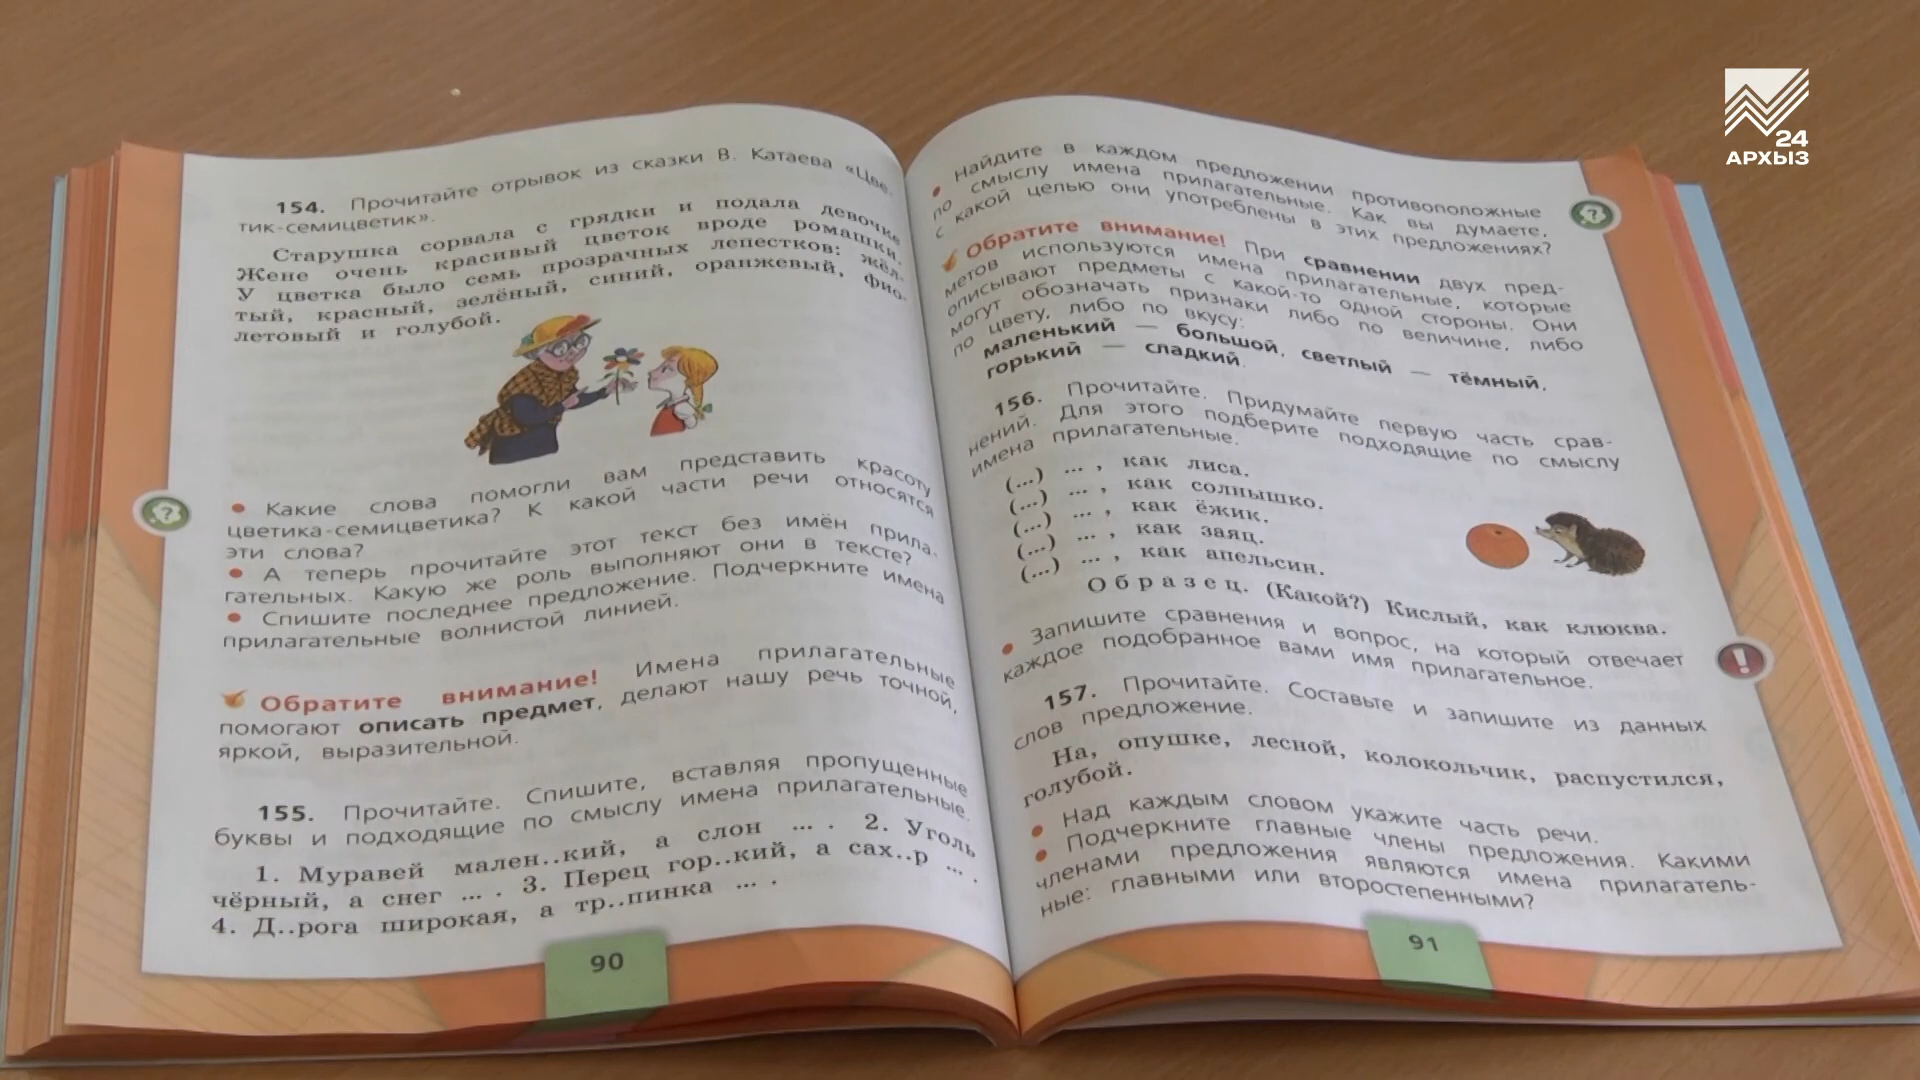 154. Прочитайте отрывок из сказки В. Катаева «Цве-
тик-семицветик».
Старушка сорвала с грядки и подала девочке
Жене очень красивый цветок вроде ромашки.
У цветка было семь прозрачных лепестков: жёл-
тый, красный, зелёный, синий, оранжевый, фио-
летовый и голубой.
• Какие слова помогли вам представить красоту
цветика-семицветика? К какой части речи относятся
эти слова?
• А теперь прочитайте этот текст без имён прила-
гательных. Какую же роль выполняют они в тексте?
• Спишите последнее предложение. Подчеркните имена
прилагательные волнистой линией.
Обратите внимание! Имена прилагательные
помогают описать предмет, делают нашу речь точной,
яркой, выразительной.
155. Прочитайте. Спишите, вставляя пропущенные
буквы и подходящие по смыслу имена прилагательные.
1. Муравей мален..кий, а слон ... . 2. Уголь
чёрный, а снег ... . 3. Перец гор..кий, а сах..р ... .
4. Д..рога широкая, а тр..пинка ... .
90
• Найдите в каждом предложении противоположные
по смыслу имена прилагательные. Как вы думаете,
с какой целью они употреблены в этих предложениях?
Обратите внимание! При сравнении двух пред-
метов используются имена прилагательные, которые
описывают предметы с какой-то одной стороны. Они
могут обозначать признаки либо по величине, либо
по цвету, либо по вкусу:
маленький — большой, светлый — тёмный,
горький — сладкий.
156. Прочитайте. Придумайте первую часть срав-
нений. Для этого подберите подходящие по смыслу
имена прилагательные.
(...) ... , как лиса.
(...) ... , как солнышко.
(...) ... , как ёжик.
(...) ... , как заяц.
(...) ... , как апельсин.
Образец. (Какой?) Кислый, как клюква.
• Запишите сравнения и вопрос, на который отвечает
каждое подобранное вами имя прилагательное.
157. Прочитайте. Составьте и запишите из данных
слов предложение.
На, опушке, лесной, колокольчик, распустился,
голубой.
• Над каждым словом укажите часть речи.
• Подчеркните главные члены предложения. Какими
членами предложения являются имена прилагатель-
ные: главными или второстепенными?
91
24
АРХЫЗ